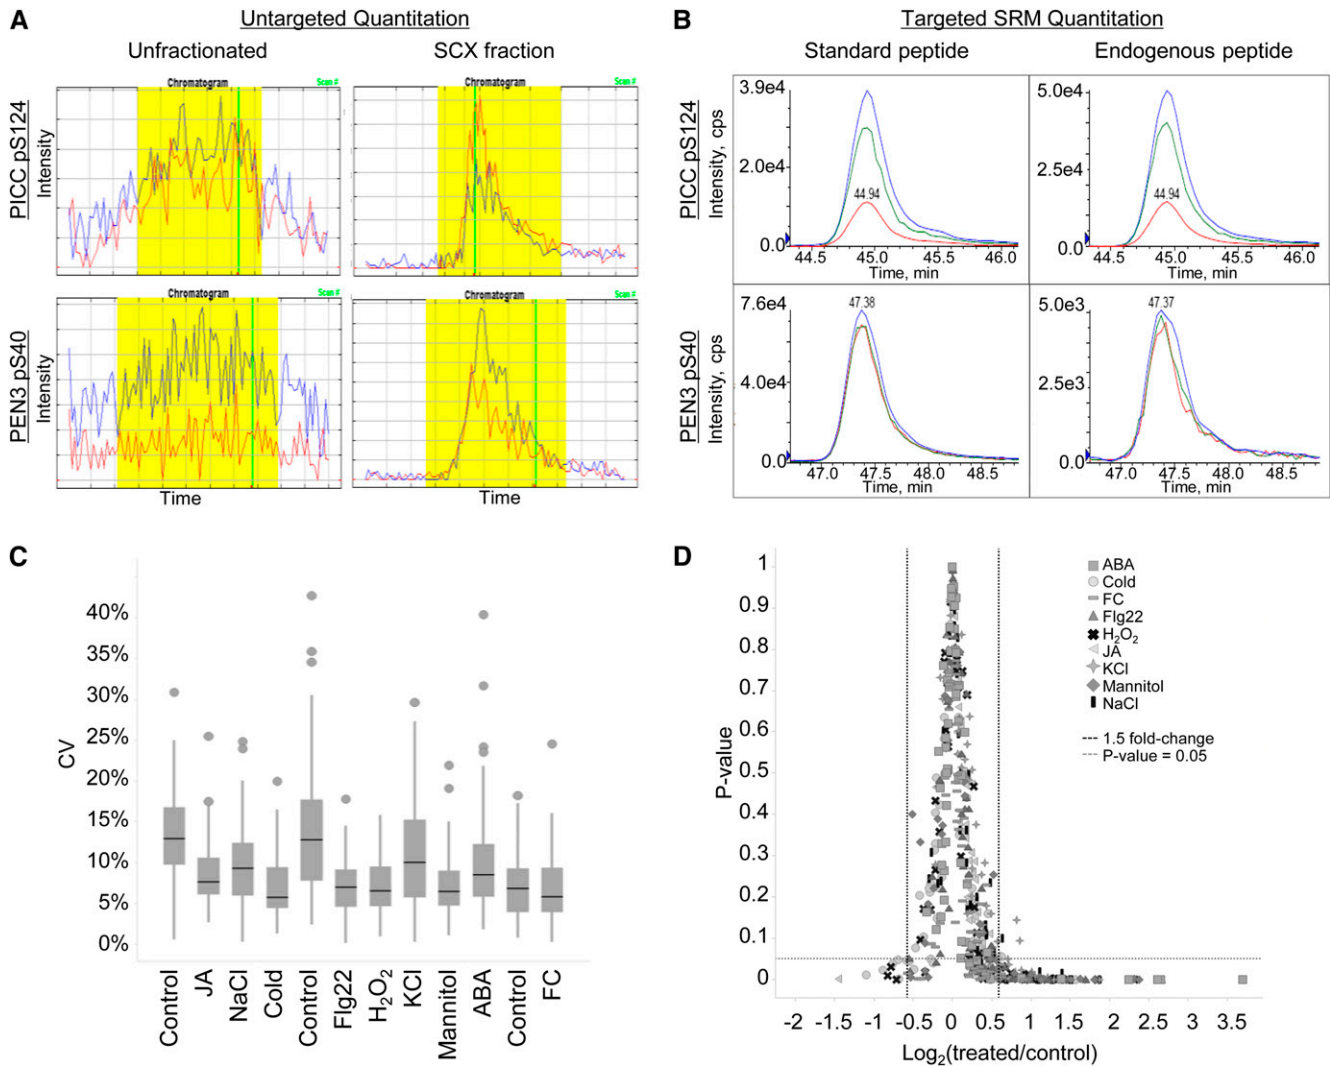 A
Untargeted Quantitation
Unfractionated
SCX fraction
Chromatogram
Scan #
Chromatogram
Scan #
PICC pS124
Intensity
Chromatogram
Scan #
Chromatogram
Scan #
PEN3 pS40
Intensity
Time
Time
B
Targeted SRM Quantitation
Standard peptide
Endogenous peptide
PICC pS124
Intensity, cps
3.9e4
2.0e4
0.0
44.94
44.5 45.0 45.5 46.0
Time, min
5.0e4
2.5e4
0.0
44.94
44.5 45.0 45.5 46.0
Time, min
PEN3 pS40
Intensity, cps
7.6e4
4.0e4
0.0
47.38
47.0 47.5 48.0 48.5
Time, min
5.0e3
2.5e3
0.0
47.37
47.0 47.5 48.0 48.5
Time, min
C
CV
40%
35%
30%
25%
20%
15%
10%
5%
0%
Control JA NaCl Cold Control Flg22 H₂O₂ KCl Mannitol ABA Control FC
D
P-value
1
0.9
0.8
0.7
0.6
0.5
0.4
0.3
0.2
0.1
0
-2 -1.5 -1 -0.5 0 0.5 1 1.5 2 2.5 3 3.5
Log₂(treated/control)
ABA
Cold
FC
Flg22
H₂O₂
JA
KCl
Mannitol
NaCl
1.5 fold-change
P-value = 0.05